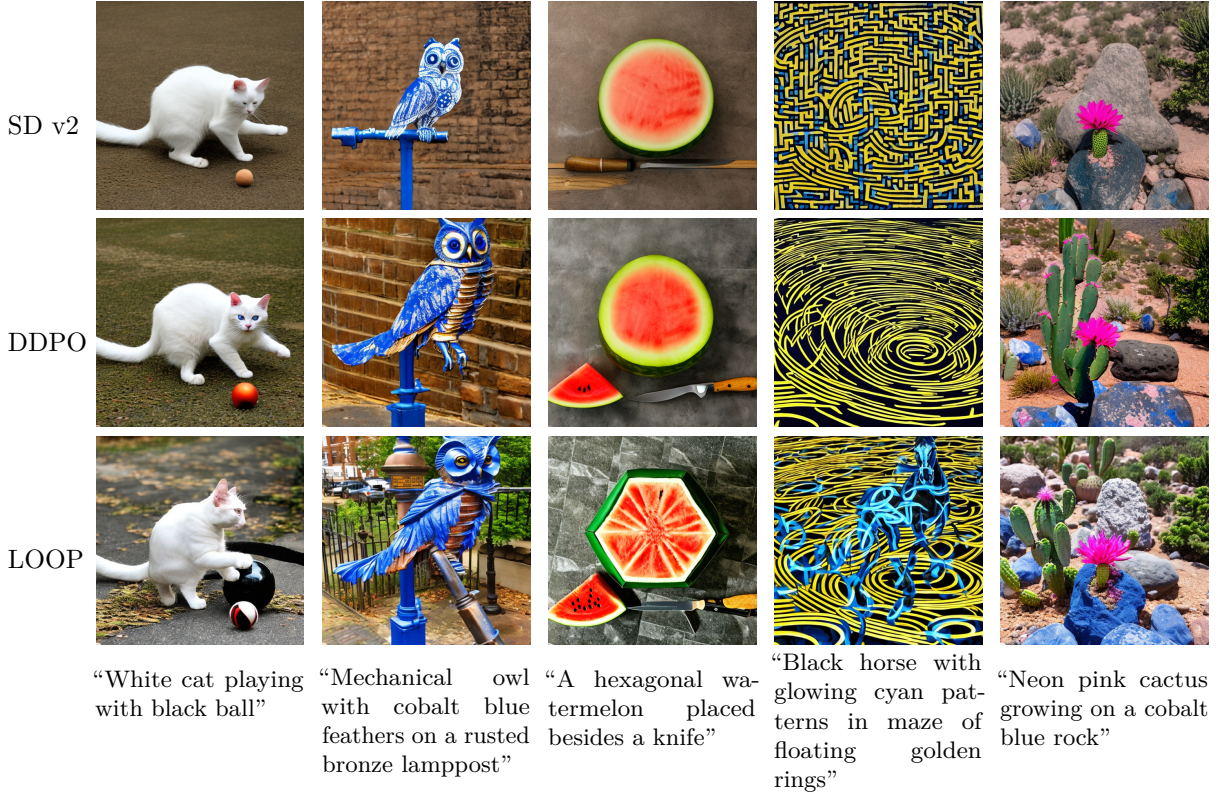 SD v2
DDPO
LOOP
“White cat playing
with black ball”
“Mechanical owl
with cobalt blue
feathers on a rusted
bronze lamppost”
“A hexagonal wa-
termelon placed
besides a knife”
“Black horse with
glowing cyan pat-
terns in maze of
floating golden
rings”
“Neon pink cactus
growing on a cobalt
blue rock”